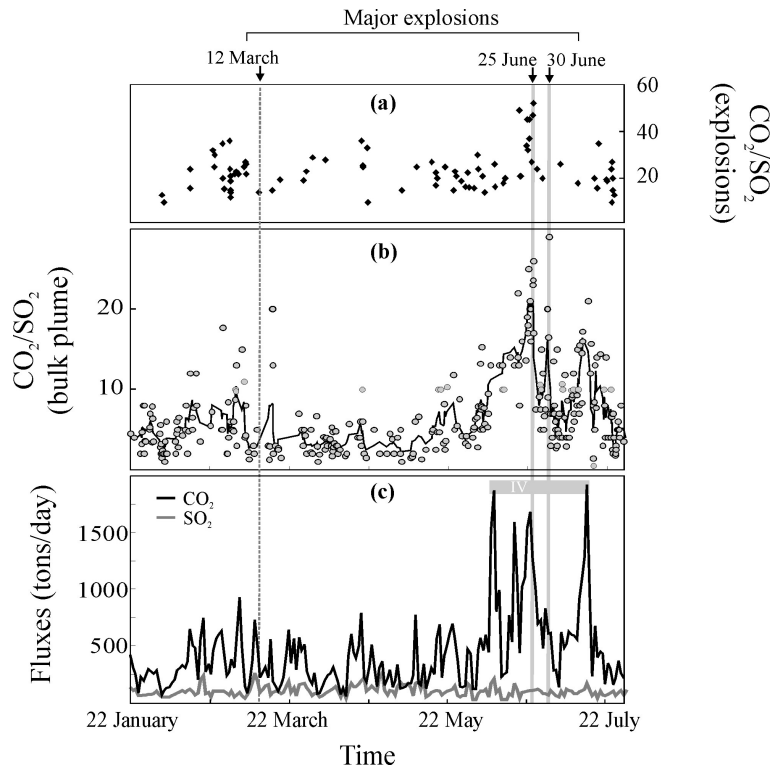 Major explosions
12 March
25 June 30 June
(a)
60
40
20
CO₂/SO₂
(explosions)
(b)
20
10
CO₂/SO₂
(bulk plume)
(c)
IV
CO₂
SO₂
1500
1000
500
Fluxes (tons/day)
22 January 22 March 22 May 22 July
Time